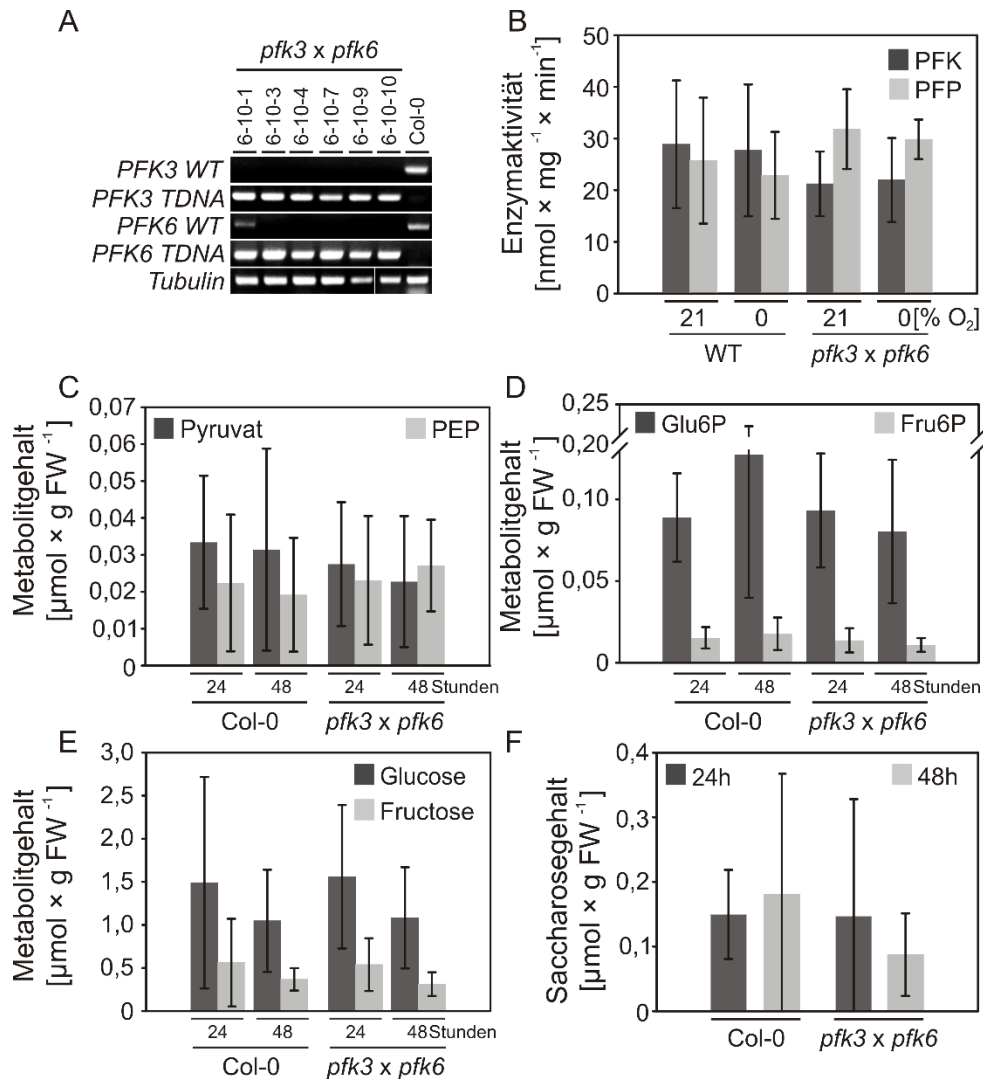 A
pfk3 x pfk6
6-10-1
6-10-3
6-10-4
6-10-7
6-10-9
6-10-10
Col-0
PFK3 WT
PFK3 TDNA
PFK6 WT
PFK6 TDNA
Tubulin
B
Enzymaktivität
[nmol × mg⁻¹ × min⁻¹]
50
40
30
20
10
0
PFK
PFP
21 0 21 0 [% O₂]
WT pfk3 x pfk6
C
Metabolitgehalt
[µmol × g FW⁻¹]
0,07
0,06
0,05
0,04
0,03
0,02
0,01
0
Pyruvat PEP
24 48 24 48 Stunden
Col-0 pfk3 x pfk6
D
Metabolitgehalt
[µmol × g FW⁻¹]
0,25
0,20
0,10
0,05
0
Glu6P Fru6P
24 48 24 48 Stunden
Col-0 pfk3 x pfk6
E
Metabolitgehalt
[µmol × g FW⁻¹]
3,0
2,5
2,0
1,5
1,0
0,5
0
Glucose
Fructose
24 48 24 48 Stunden
Col-0 pfk3 x pfk6
F
Saccharosegehalt
[µmol × g FW⁻¹]
0,4
0,3
0,2
0,1
0
24h 48h
Col-0 pfk3 x pfk6